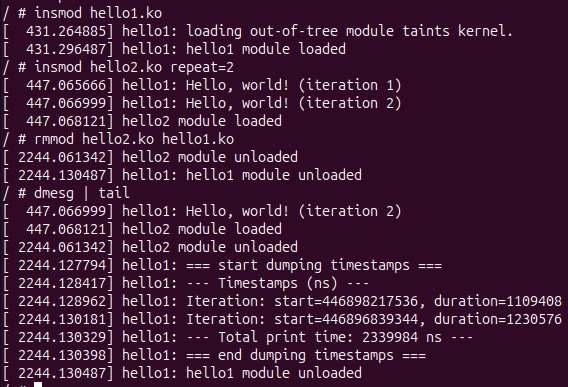 / # insmod hello1.ko
[  431.264885] hello1: loading out-of-tree module taints kernel.
[  431.296487] hello1: hello1 module loaded
/ # insmod hello2.ko repeat=2
[  447.065666] hello1: Hello, world! (iteration 1)
[  447.066999] hello1: Hello, world! (iteration 2)
[  447.068121] hello2 module loaded
/ # rmmod hello2.ko hello1.ko
[ 2244.061342] hello2 module unloaded
[ 2244.130487] hello1: hello1 module unloaded
/ # dmesg | tail
[  447.066999] hello1: Hello, world! (iteration 2)
[  447.068121] hello2 module loaded
[ 2244.061342] hello2 module unloaded
[ 2244.127794] hello1: === start dumping timestamps ===
[ 2244.128417] hello1: --- Timestamps (ns) ---
[ 2244.128962] hello1: Iteration: start=446898217536, duration=1109408
[ 2244.130181] hello1: Iteration: start=446896839344, duration=1230576
[ 2244.130329] hello1: --- Total print time: 2339984 ns ---
[ 2244.130398] hello1: === end dumping timestamps ===
[ 2244.130487] hello1: hello1 module unloaded
/ #